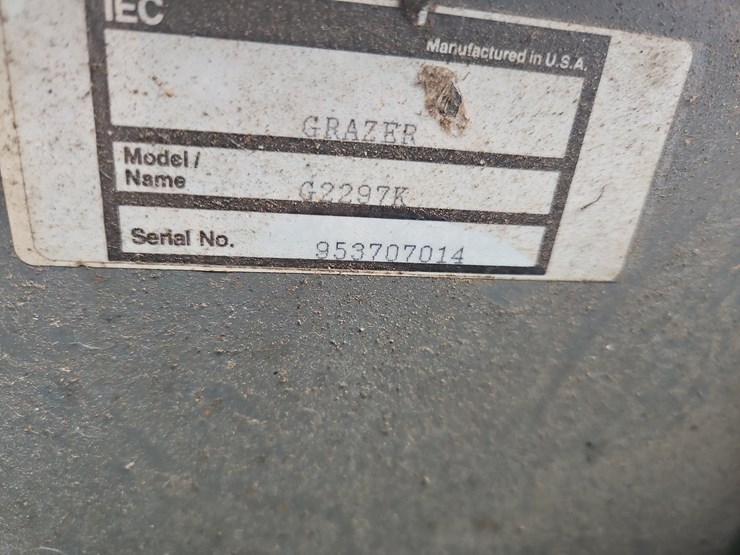 IEC
Manufactured in U.S.A.
GRAZER
Model /
Name
G2297K
Serial No.
953707014